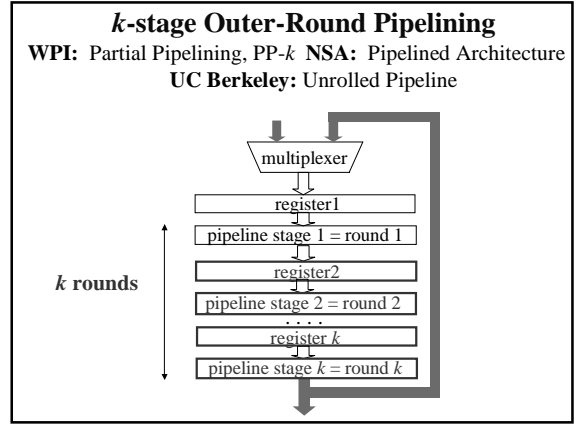 k-stage Outer-Round Pipelining
WPI: Partial Pipelining, PP-k NSA: Pipelined Architecture
UC Berkeley: Unrolled Pipeline
multiplexer
register1
pipeline stage 1 = round 1
k rounds
register2
pipeline stage 2 = round 2
. . . .
register k
pipeline stage k = round k